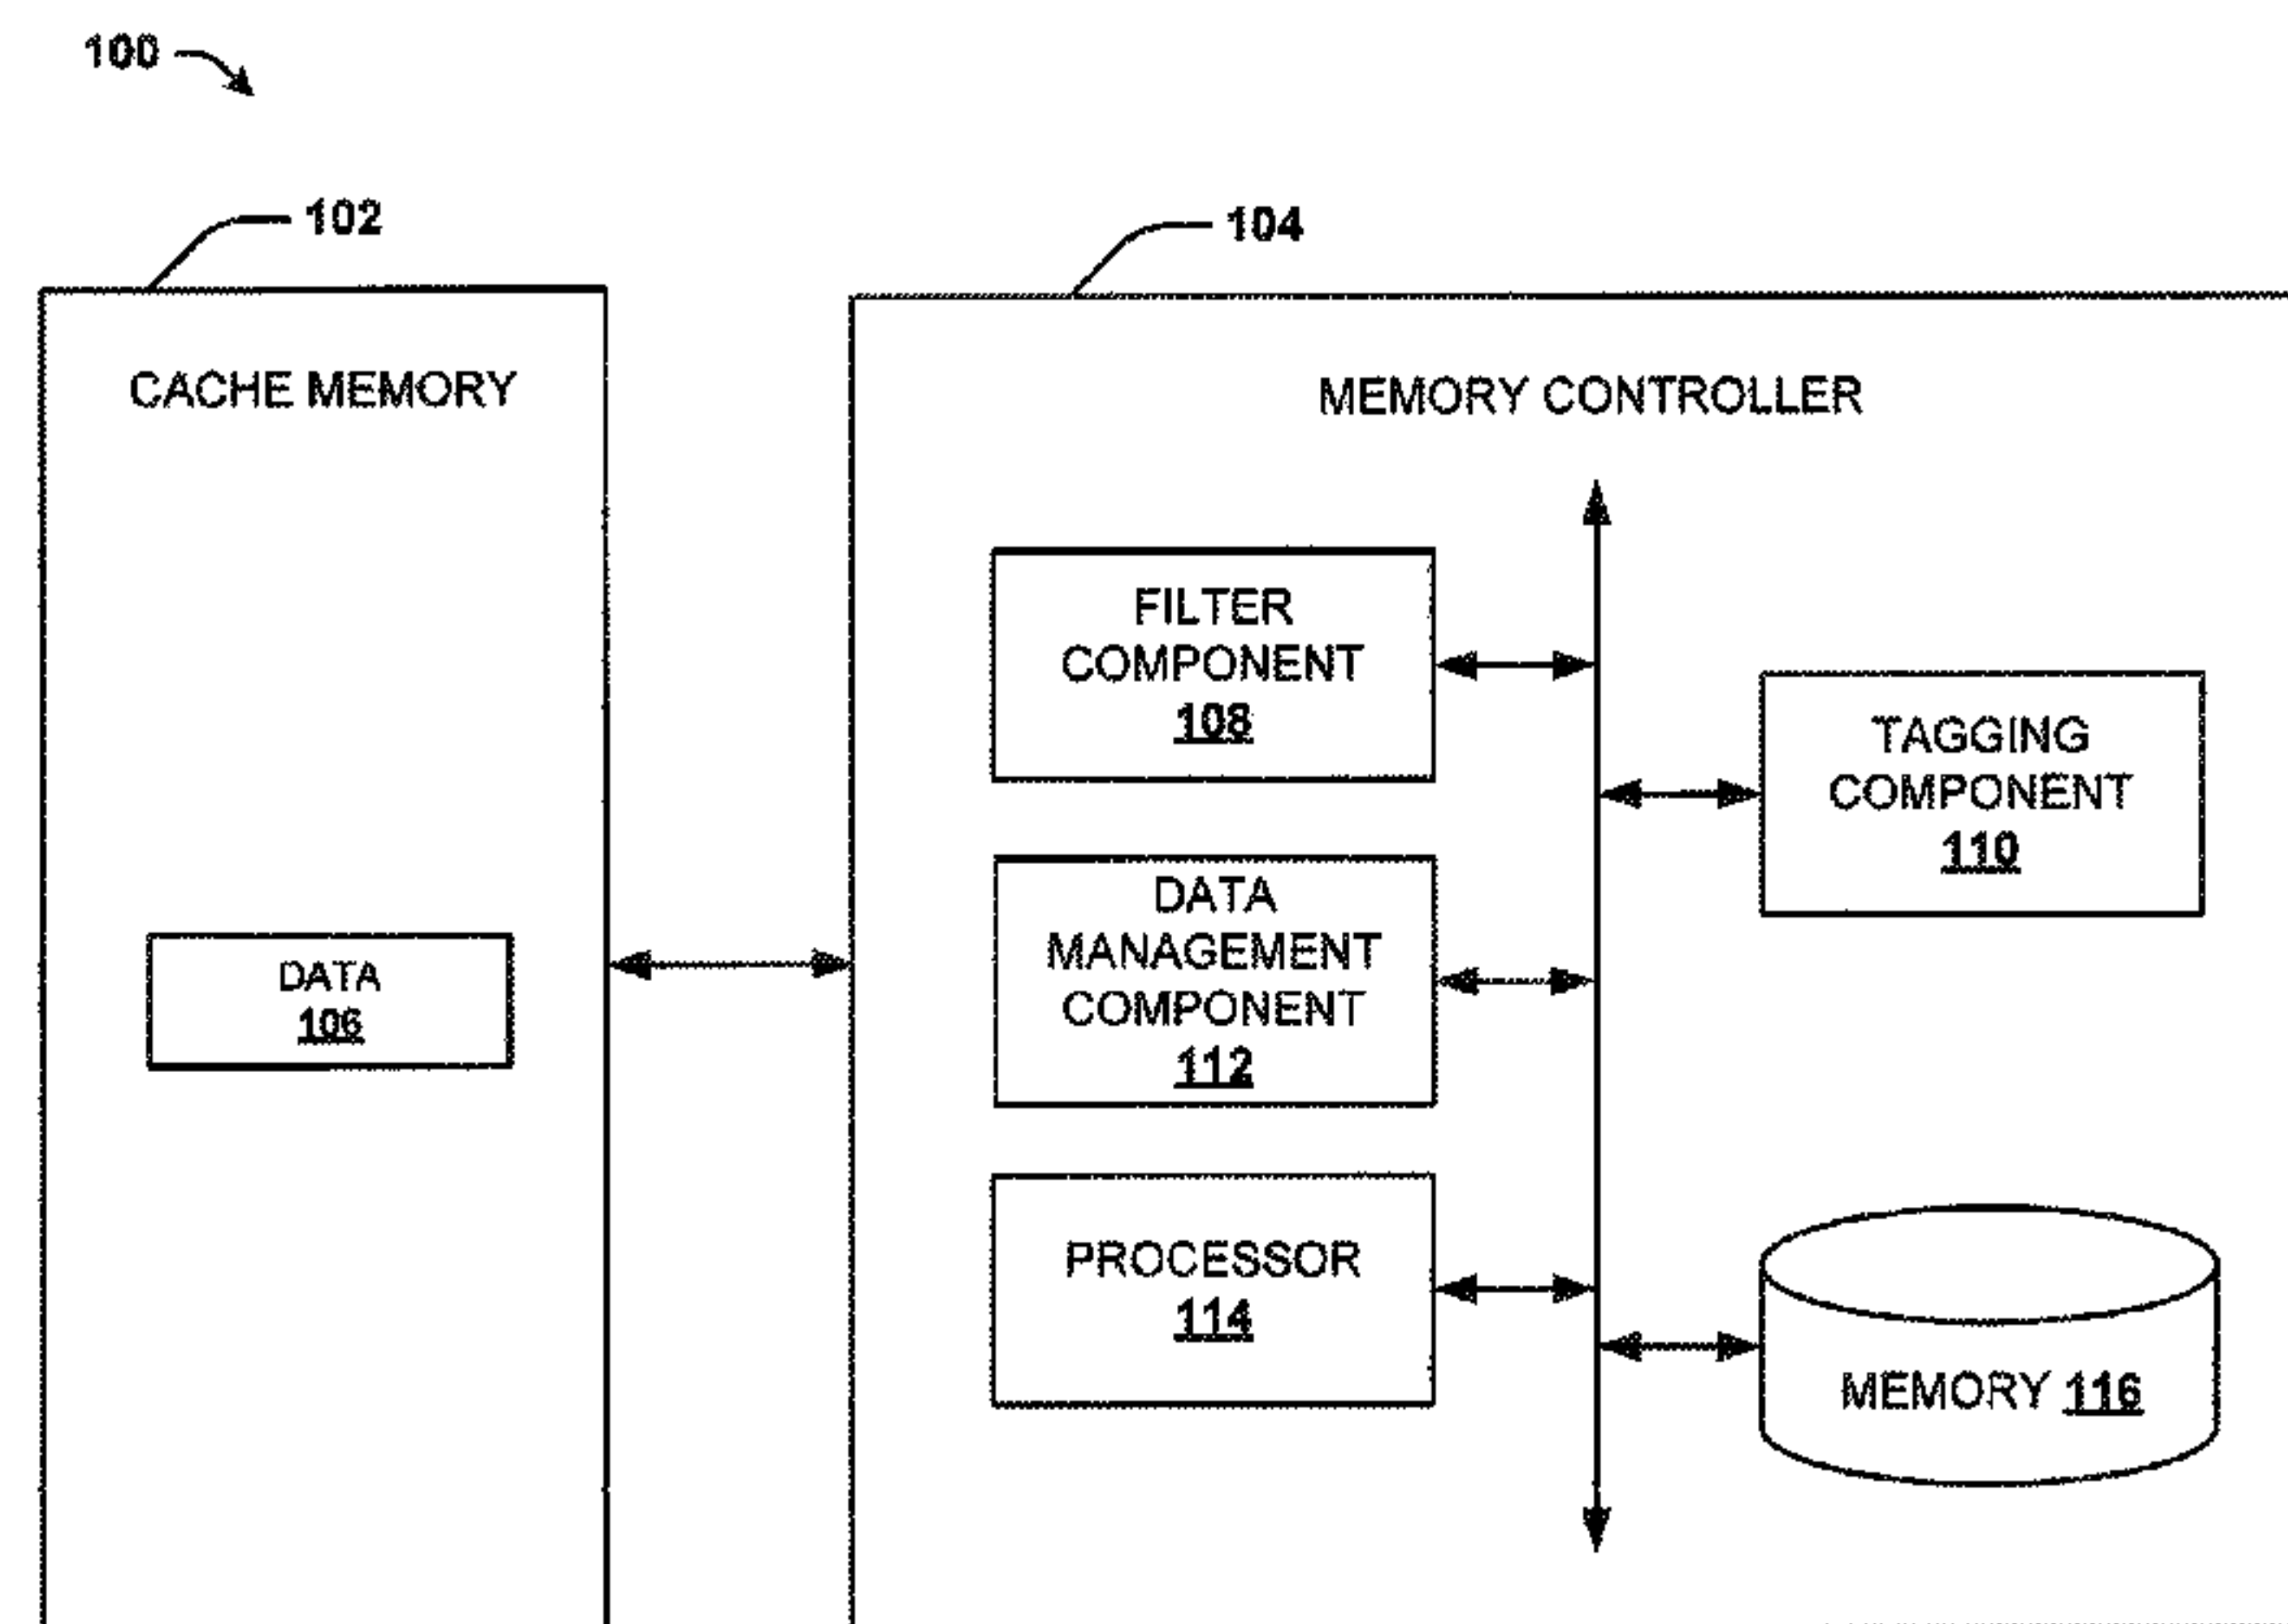 100
102
104
CACHE MEMORY
MEMORY CONTROLLER
FILTER
COMPONENT
108
TAGGING
COMPONENT
110
DATA
MANAGEMENT
COMPONENT
112
DATA
106
PROCESSOR
114
MEMORY 116